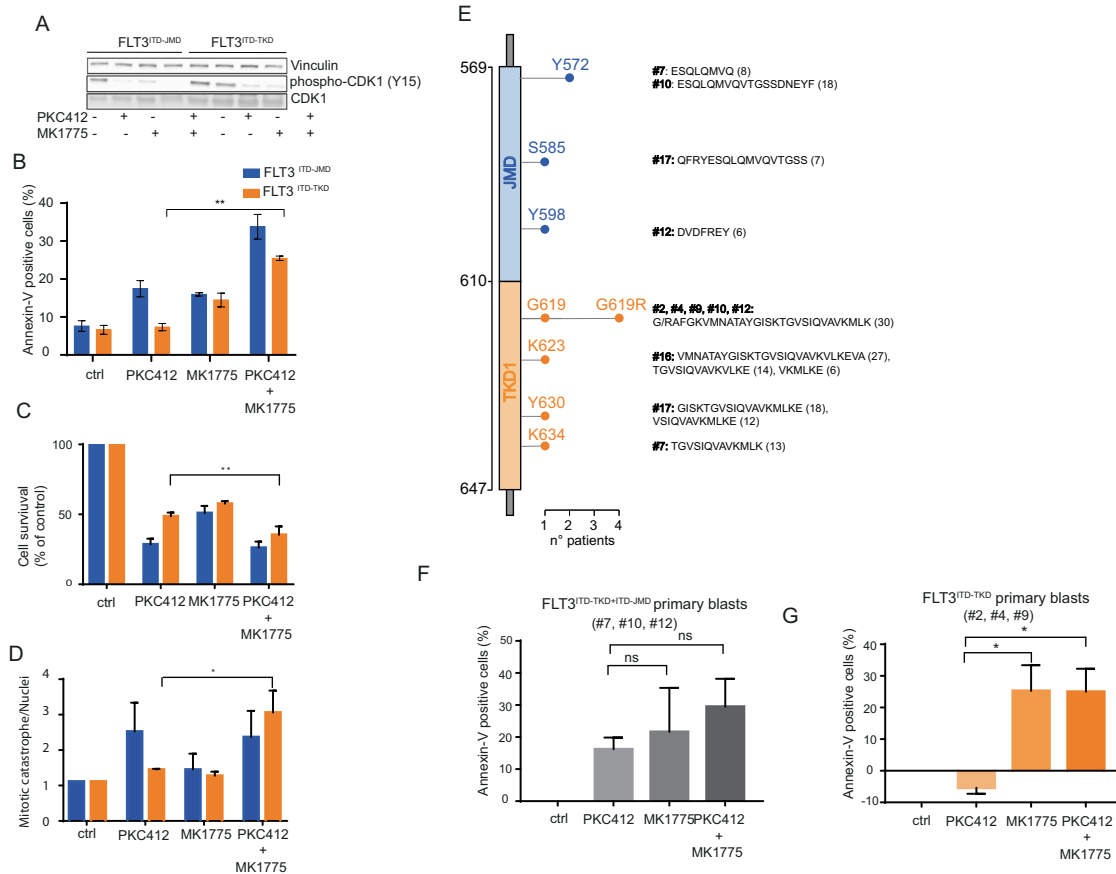 A
FLT3ITD-JMD FLT3ITD-TKD
Vinculin
phospho-CDK1 (Y15)
CDK1
PKC412 - + - + - + - +
MK1775 - - + + - - + +
B
FLT3 ITD-JMD
FLT3 ITD-TKD
Annexin-V positive cells (%)
40
30
20
10
0
**
ctrl
PKC412
MK1775
PKC412
+
MK1775
C
Cell surviuval
(% of control)
100
50
0
**
ctrl
PKC412
MK1775
PKC412
+
MK1775
D
Mitotic catastrophe/Nuclei
4
3
2
1
0
*
ctrl
PKC412
MK1775
PKC412
+
MK1775
E
569
610
647
JMD
TKD1
Y572
#7: ESQLQMVQ (8)
#10: ESQLQMVQVTGSSDNEYF (18)
S585
#17: QFRYESQLQMVQVTGSS (7)
Y598
#12: DVDFREY (6)
G619 G619R
#2, #4, #9, #10, #12:
G/RAFGKVMNATAYGISKTGVSIQVAVKMLK (30)
K623
#16: VMNATAYGISKTGVSIQVAVKVLKEVA (27),
TGVSIQVAVKVLKE (14), VKMLKE (6)
Y630
#17: GISKTGVSIQVAVKMLKE (18),
VSIQVAVKMLKE (12)
K634
#7: TGVSIQVAVKMLK (13)
1 2 3 4
n° patients
F
FLT3ITD-TKD+ITD-JMD primary blasts
(#7, #10, #12)
Annexin-V positive cells (%)
50
40
30
20
10
0
ns
ns
ctrl
PKC412
MK1775
PKC412
+
MK1775
G
FLT3ITD-TKD primary blasts
(#2, #4, #9)
Annexin-V positive cells (%)
40
30
20
10
0
-10
*
*
ctrl
PKC412
MK1775
PKC412
+
MK1775